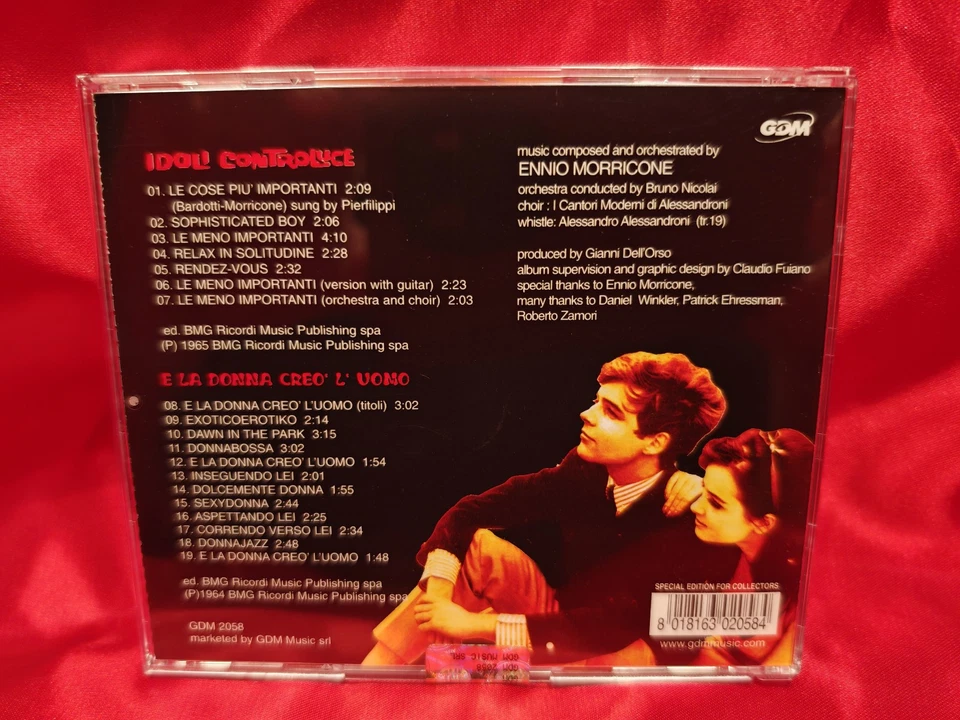 IDOLI CONTROLUCE
01. LE COSE PIU' IMPORTANTI 2:09
(Bardotti-Morricone) sung by Pierfilippi
02. SOPHISTICATED BOY 2:06
03. LE MENO IMPORTANTI 4:10
04. RELAX IN SOLITUDINE 2:28
05. RENDEZ-VOUS 2:32
06. LE MENO IMPORTANTI (version with guitar) 2:23
07. LE MENO IMPORTANTI (orchestra and choir) 2:03
ed. BMG Ricordi Music Publishing spa
(P) 1965 BMG Ricordi Music Publishing spa
E LA DONNA CREO' L' UOMO
08. E LA DONNA CREO' L'UOMO (titoli) 3:02
09. EXOTICOEROTIKO 2:14
10. DAWN IN THE PARK 3:15
11. DONNABOSSA 3:02
12. E LA DONNA CREO' L'UOMO 1:54
13. INSEGUENDO LEI 2:01
14. DOLCEMENTE DONNA 1:55
15. SEXYDONNA 2:44
16. ASPETTANDO LEI 2:25
17. CORRENDO VERSO LEI 2:34
18. DONNAJAZZ 2:48
19. E LA DONNA CREO' L'UOMO 1:48
ed. BMG Ricordi Music Publishing spa
(P)1964 BMG Ricordi Music Publishing spa
GDM 2058
marketed by GDM Music srl
GDM
music composed and orchestrated by
ENNIO MORRICONE
orchestra conducted by Bruno Nicolai
choir : I Cantori Moderni di Alessandroni
whistle: Alessandro Alessandroni (tr.19)
produced by Gianni Dell'Orso
album supervision and graphic design by Claudio Fuiano
special thanks to Ennio Morricone,
many thanks to Daniel Winkler, Patrick Ehressman,
Roberto Zamori
SPECIAL EDITION FOR COLLECTORS
8 018163 020584
www.gdmmusic.com
GDM MUSIC SRL
GDM 2058